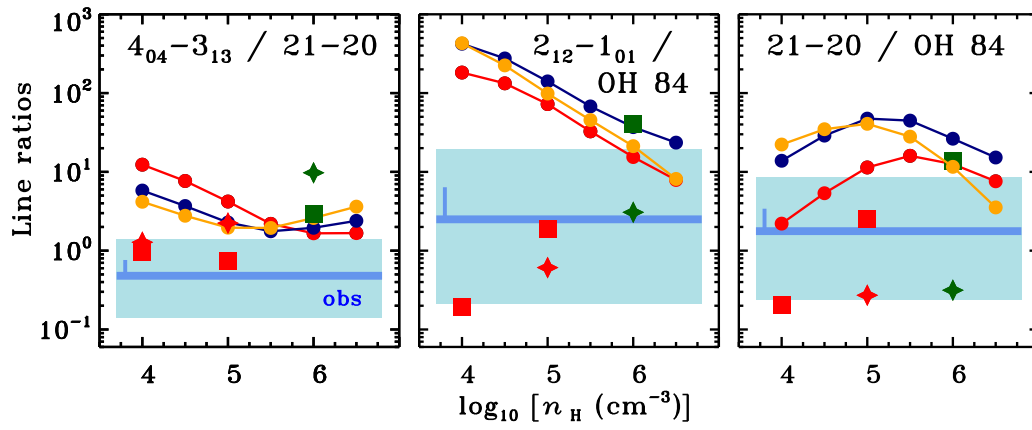 4₀₄−3₁₃ / 21−20
2₁₂−1₀₁ /
OH 84
21−20 / OH 84
Line ratios
10³
10²
10¹
10⁰
10⁻¹
obs
4 5 6
4 5 6
4 5 6
log₁₀ [n_H (cm⁻³)]